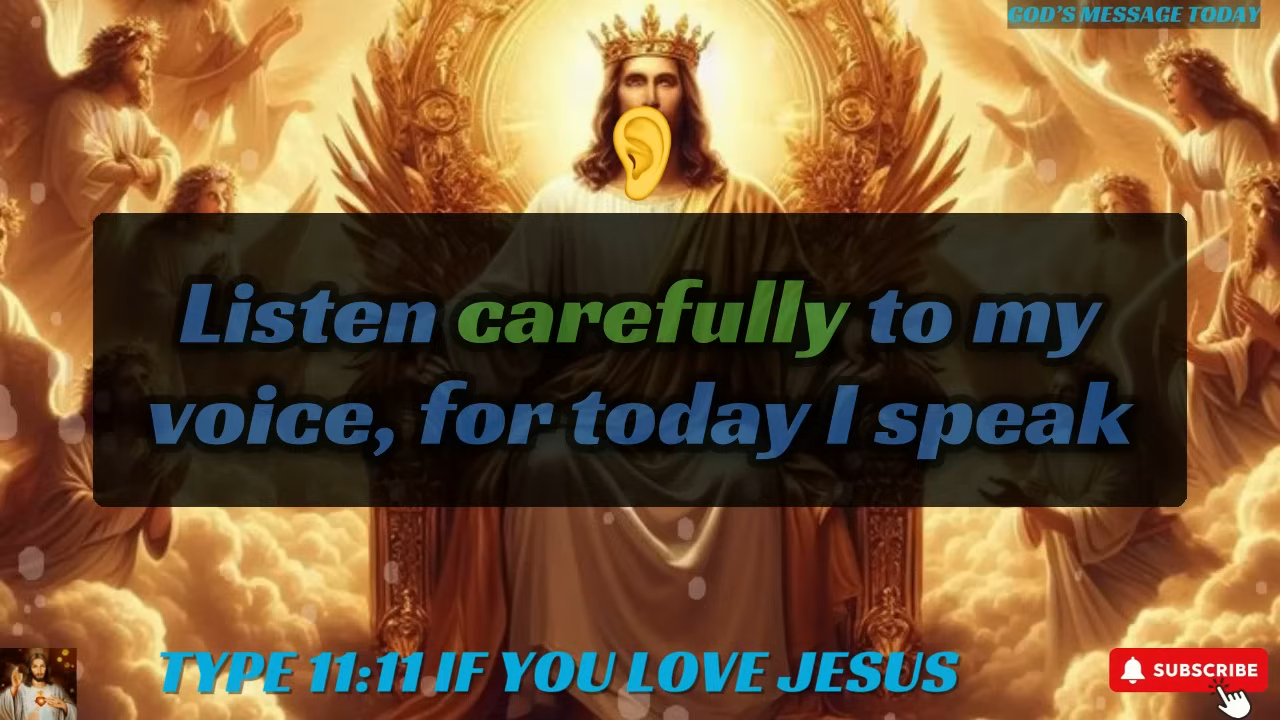 GOD'S MESSAGE TODAY
Listen carefully to my
voice, for today I speak
TYPE 11:11 IF YOU LOVE JESUS
SUBSCRIBE